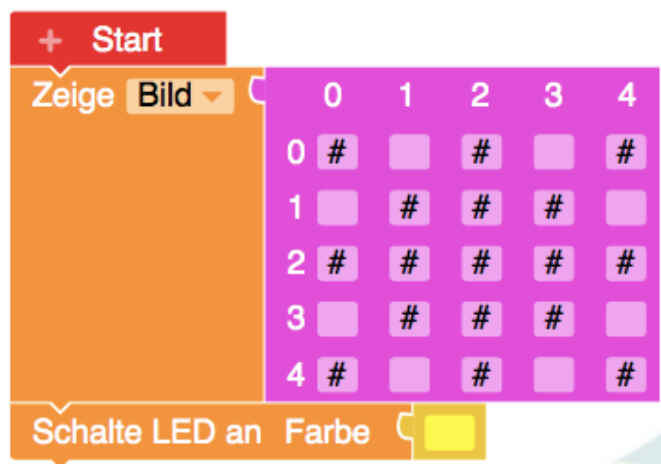 + Start
Zeige Bild 0 1 2 3 4
0 # # #
1 # # #
2 # # # # #
3 # # #
4 # # #
Schalte LED an Farbe